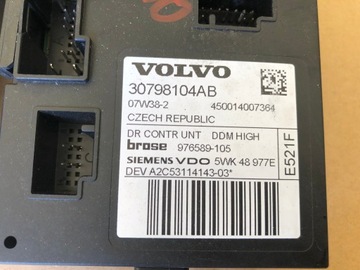 VOLVO
30798104AB
07W38-2 450014007364
CZECH REPUBLIC
DR CONTR UNT DDM HIGH
brose 976589-105
SIEMENS VDO 5WK 48 977E
DEV A2C53114143-03*
E521F